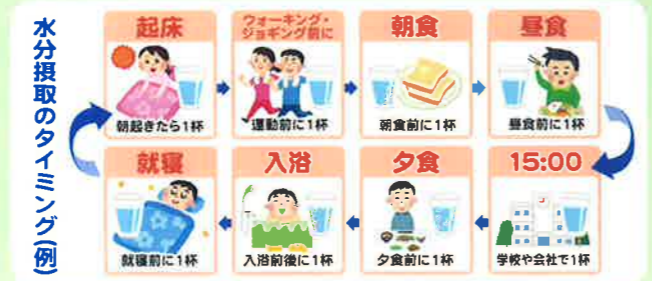 水分摂取のタイミング(例)
起床
朝起きたら1杯
ウォーキング・
ジョギング前に
運動前に1杯
朝食
朝食前に1杯
昼食
昼食前に1杯
15:00
学校や会社で1杯
夕食
夕食前に1杯
入浴
入浴前後に1杯
就寝
就寝前に1杯